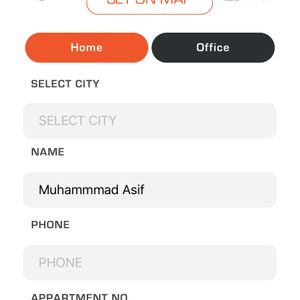 SET ON MAP
Home
Office
SELECT CITY
SELECT CITY
NAME
Muhammmad Asif
PHONE
PHONE
APPARTMENT NO